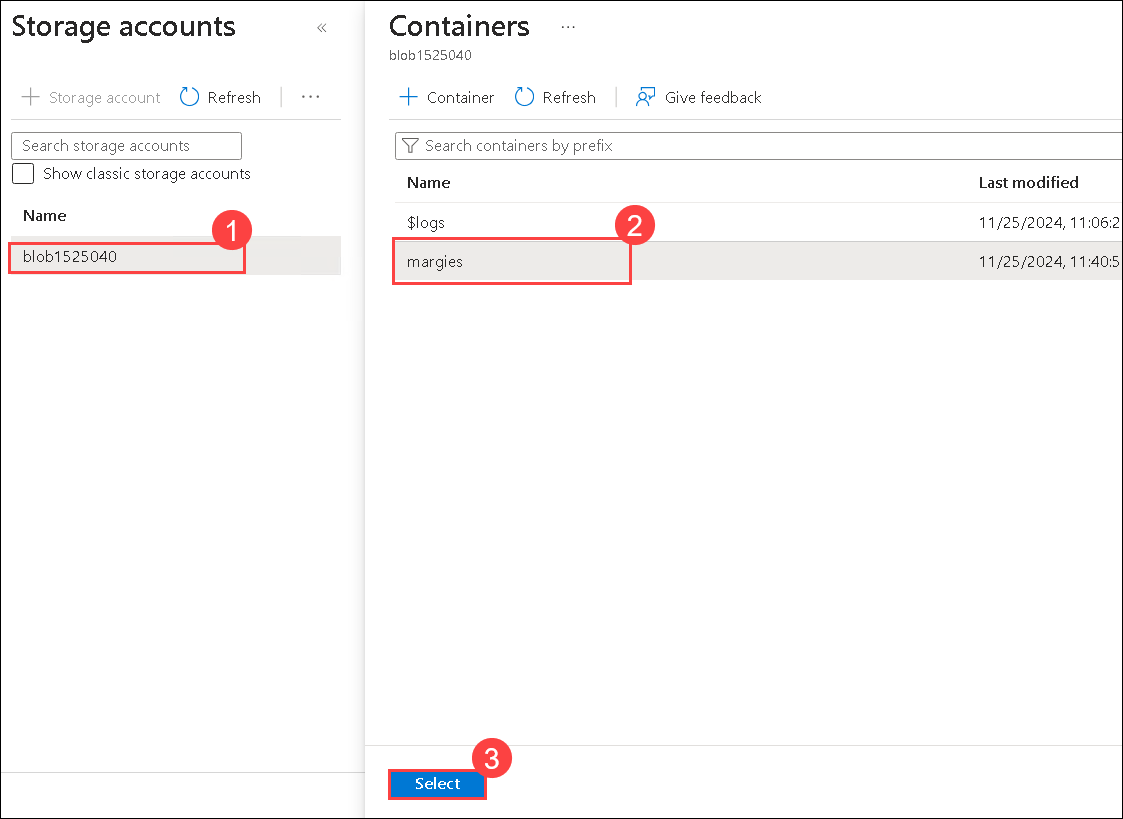 Storage accounts
«
Storage account
Refresh
...
Search storage accounts
Show classic storage accounts
Name
1
blob1525040
Containers
...
blob1525040
Container
Refresh
Give feedback
Search containers by prefix
Name Last modified
$logs 11/25/2024, 11:06:2
2
margies 11/25/2024, 11:40:5
3
Select